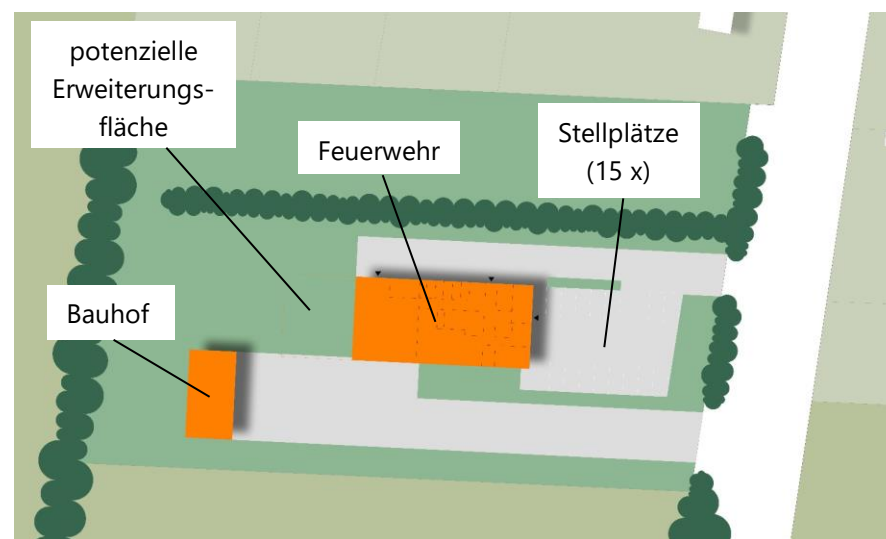 potenzielle
Erweiterungs-
fläche
Feuerwehr
Stellplätze
(15 x)
Bauhof